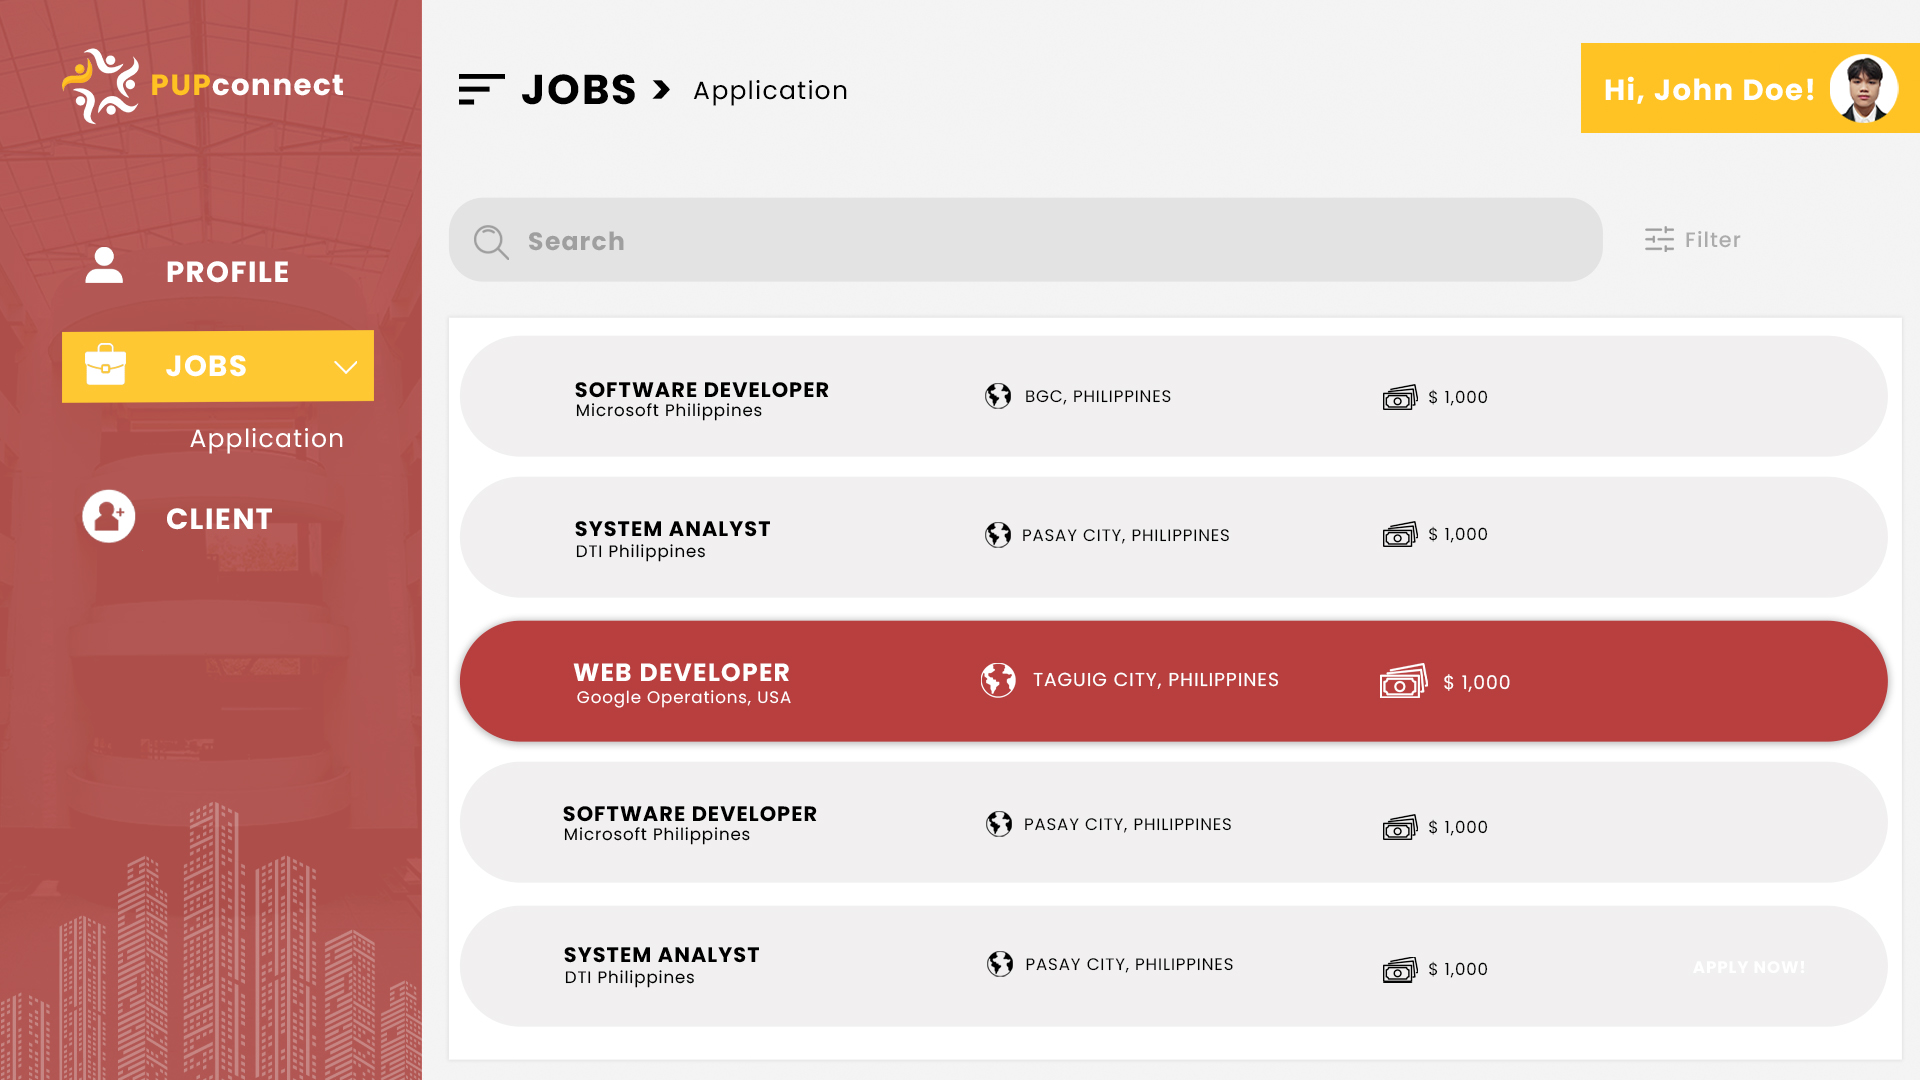 PUPconnect
PROFILE
JOBS
Application
CLIENT
JOBS > Application
Hi, John Doe!
Search
Filter
SOFTWARE DEVELOPER
Microsoft Philippines
BGC, PHILIPPINES
$ 1,000
SYSTEM ANALYST
DTI Philippines
PASAY CITY, PHILIPPINES
$ 1,000
WEB DEVELOPER
Google Operations, USA
TAGUIG CITY, PHILIPPINES
$ 1,000
SOFTWARE DEVELOPER
Microsoft Philippines
PASAY CITY, PHILIPPINES
$ 1,000
SYSTEM ANALYST
DTI Philippines
PASAY CITY, PHILIPPINES
$ 1,000
APPLY NOW!